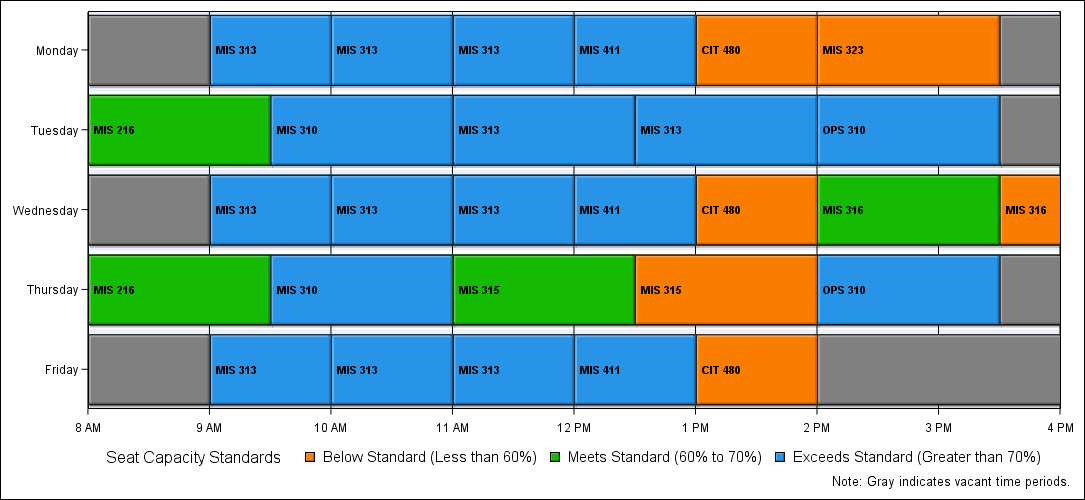 Monday MIS 313 MIS 313 MIS 313 MIS 411 CIT 480 MIS 323
Tuesday MIS 216 MIS 310 MIS 313 MIS 313 OPS 310
Wednesday MIS 313 MIS 313 MIS 313 MIS 411 CIT 480 MIS 316 MIS 316
Thursday MIS 216 MIS 310 MIS 315 MIS 315 OPS 310
Friday MIS 313 MIS 313 MIS 313 MIS 411 CIT 480
8 AM 9 AM 10 AM 11 AM 12 PM 1 PM 2 PM 3 PM 4 PM
Seat Capacity Standards Below Standard (Less than 60%) Meets Standard (60% to 70%) Exceeds Standard (Greater than 70%)
Note: Gray indicates vacant time periods.